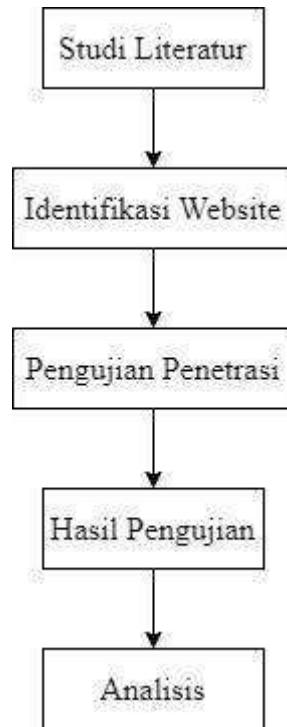 Studi Literatur
Identifikasi Website
Pengujian Penetrasi
Hasil Pengujian
Analisis